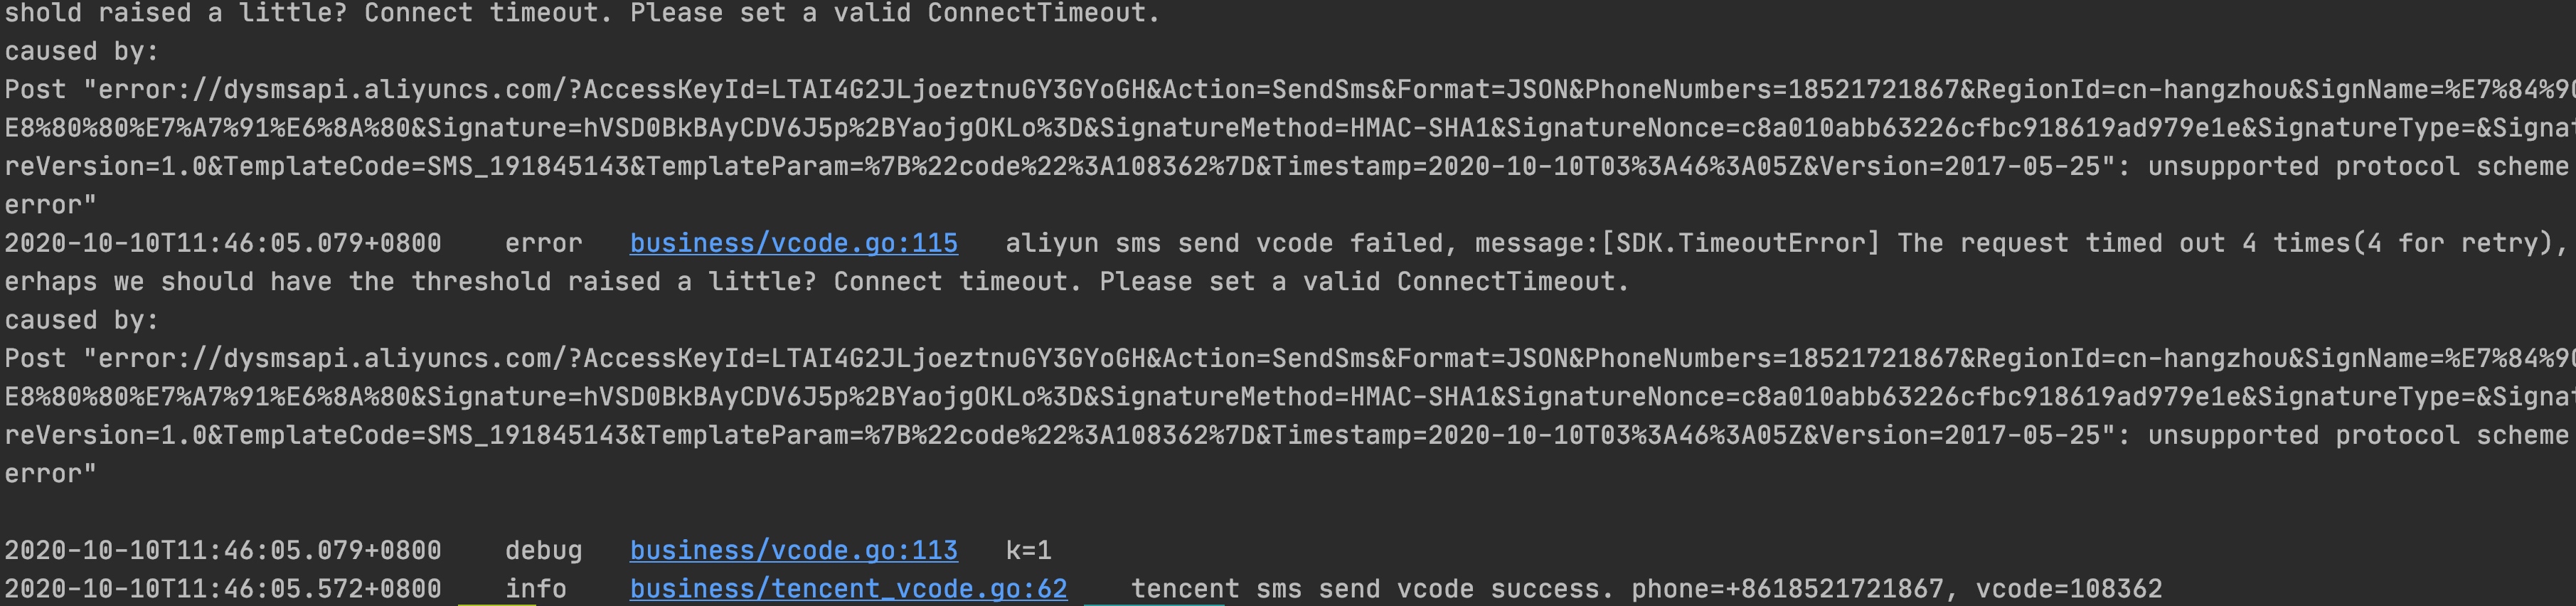 shold raised a little? Connect timeout. Please set a valid ConnectTimeout.
caused by:
Post "error://dysmsapi.aliyuncs.com/?AccessKeyId=LTAI4G2JLjoeztnuGY3GYoGH&Action=SendSms&Format=JSON&PhoneNumbers=18521721867&RegionId=cn-hangzhou&SignName=%E7%84%90
E8%80%80%E7%A7%91%E6%8A%80&Signature=hVSD0BkBAyCDV6J5p%2BYaojgOKLo%3D&SignatureMethod=HMAC-SHA1&SignatureNonce=c8a010abb63226cfbc918619ad979e1e&SignatureType=&Signat
reVersion=1.0&TemplateCode=SMS_191845143&TemplateParam=%7B%22code%22%3A108362%7D&Timestamp=2020-10-10T03%3A46%3A05Z&Version=2017-05-25": unsupported protocol scheme
error"
2020-10-10T11:46:05.079+0800 error business/vcode.go:115 aliyun sms send vcode failed, message:[SDK.TimeoutError] The request timed out 4 times(4 for retry),
erhaps we should have the threshold raised a little? Connect timeout. Please set a valid ConnectTimeout.
caused by:
Post "error://dysmsapi.aliyuncs.com/?AccessKeyId=LTAI4G2JLjoeztnuGY3GYoGH&Action=SendSms&Format=JSON&PhoneNumbers=18521721867&RegionId=cn-hangzhou&SignName=%E7%84%90
E8%80%80%E7%A7%91%E6%8A%80&Signature=hVSD0BkBAyCDV6J5p%2BYaojgOKLo%3D&SignatureMethod=HMAC-SHA1&SignatureNonce=c8a010abb63226cfbc918619ad979e1e&SignatureType=&Signat
reVersion=1.0&TemplateCode=SMS_191845143&TemplateParam=%7B%22code%22%3A108362%7D&Timestamp=2020-10-10T03%3A46%3A05Z&Version=2017-05-25": unsupported protocol scheme
error"
2020-10-10T11:46:05.079+0800 debug business/vcode.go:113 k=1
2020-10-10T11:46:05.572+0800 info business/tencent_vcode.go:62 tencent sms send vcode success. phone=+8618521721867, vcode=108362